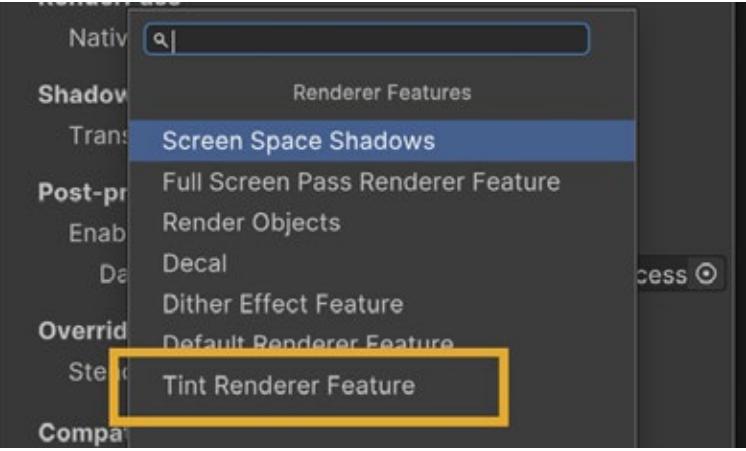 Nativ
Shadow
Renderer Features
Trans
Screen Space Shadows
Post-pr
Full Screen Pass Renderer Feature
Enab
Render Objects
Da
Decal
cess
Dither Effect Feature
Overrid
Default Renderer Feature
Ste
Tint Renderer Feature
Compa